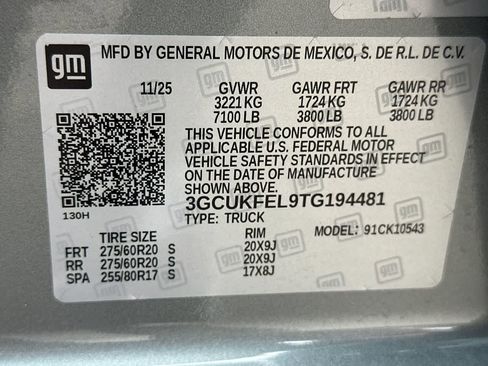 gm
MFD BY GENERAL MOTORS DE MEXICO, S. DE R.L. DE C.V.
11/25 GVWR GAWR FRT GAWR RR
3221 KG 1724 KG 1724 KG
7100 LB 3800 LB 3800 LB
THIS VEHICLE CONFORMS TO ALL
APPLICABLE U.S. FEDERAL MOTOR
VEHICLE SAFETY STANDARDS IN EFFECT
ON THE DATE OF MANUFACTURE
SHOWN ABOVE.
3GCUKFEL9TG194481
130H TYPE: TRUCK MODEL: 91CK10543
TIRE SIZE RIM
FRT 275/60R20 S 20X9J
RR 275/60R20 S 20X9J
SPA 255/80R17 S 17X8J